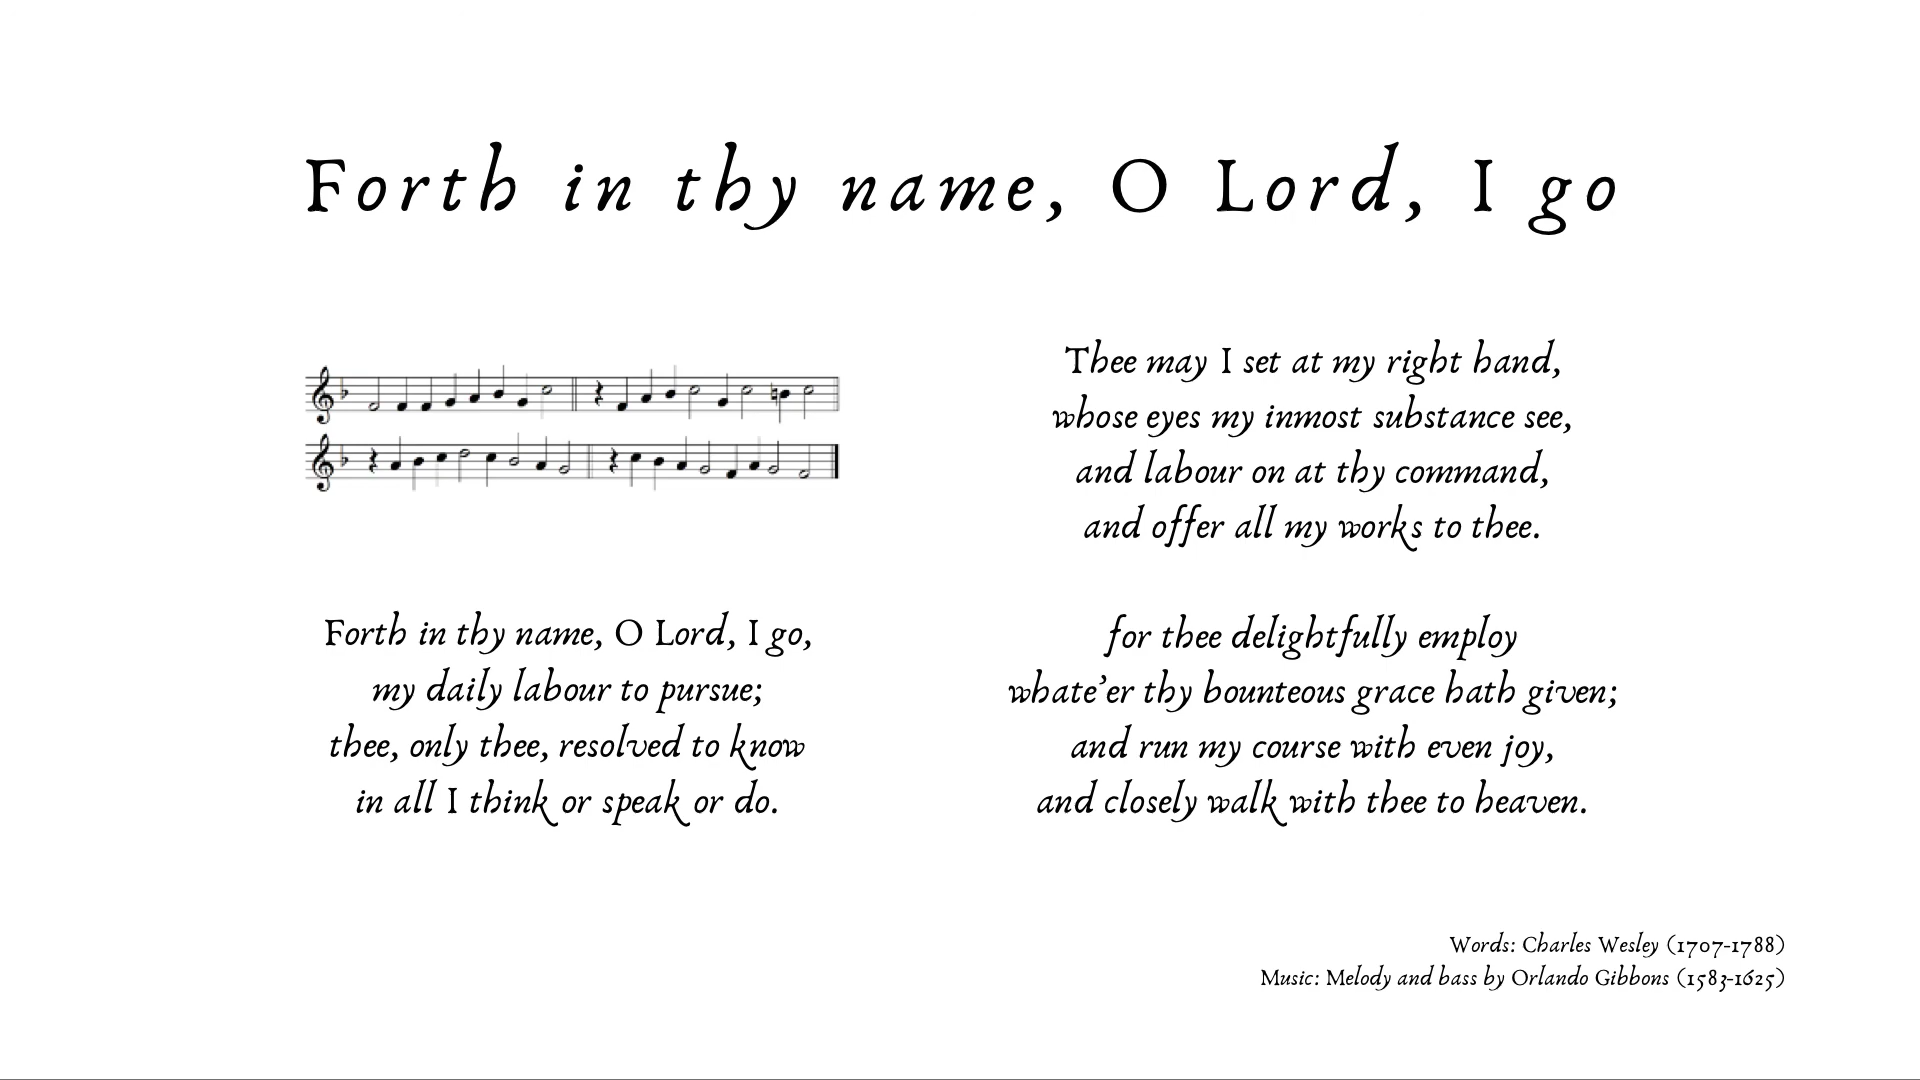 Forth in thy name, O Lord, I go
Forth in thy name, O Lord, I go,
my daily labour to pursue;
thee, only thee, resolved to know
in all I think or speak or do.
Thee may I set at my right hand,
whose eyes my inmost substance see,
and labour on at thy command,
and offer all my works to thee.
for thee delightfully employ
whate’er thy bounteous grace hath given;
and run my course with even joy,
and closely walk with thee to heaven.
Words: Charles Wesley (1707-1788)
Music: Melody and bass by Orlando Gibbons (1583-1625)